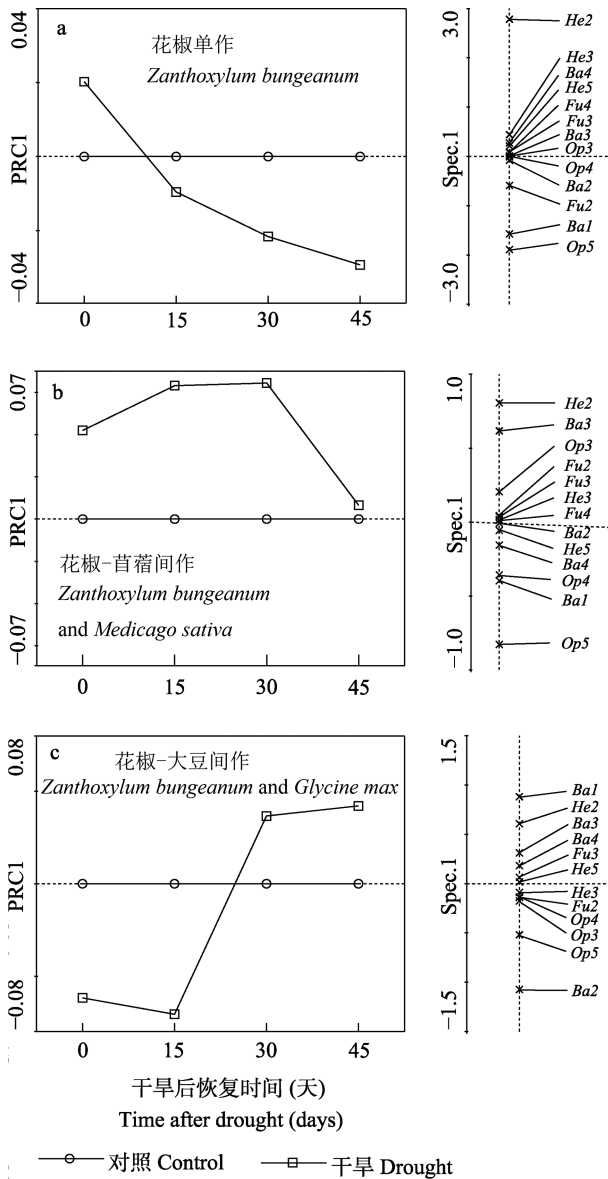 a
花椒单作
Zanthoxylum bungeanum
0.04
PRC1
−0.04
0 15 30 45
3.0
Spec.1
−3.0
He2
He3
Ba4
He5
Fu4
Fu3
Ba3
Op3
Op4
Ba2
Fu2
Ba1
Op5
b
0.07
PRC1
−0.07
花椒-苜蓿间作
Zanthoxylum bungeanum
and Medicago sativa
0 15 30 45
1.0
Spec.1
−1.0
He2
Ba3
Op3
Fu2
Fu3
He3
Fu4
Ba2
He5
Ba4
Op4
Ba1
Op5
c
花椒-大豆间作
Zanthoxylum bungeanum and Glycine max
0.08
PRC1
−0.08
0 15 30 45
1.5
Spec.1
−1.5
Ba1
He2
Ba3
Ba4
Fu3
He5
He3
Fu2
Op4
Op3
Op5
Ba2
干旱后恢复时间 (天)
Time after drought (days)
对照 Control 干旱 Drought